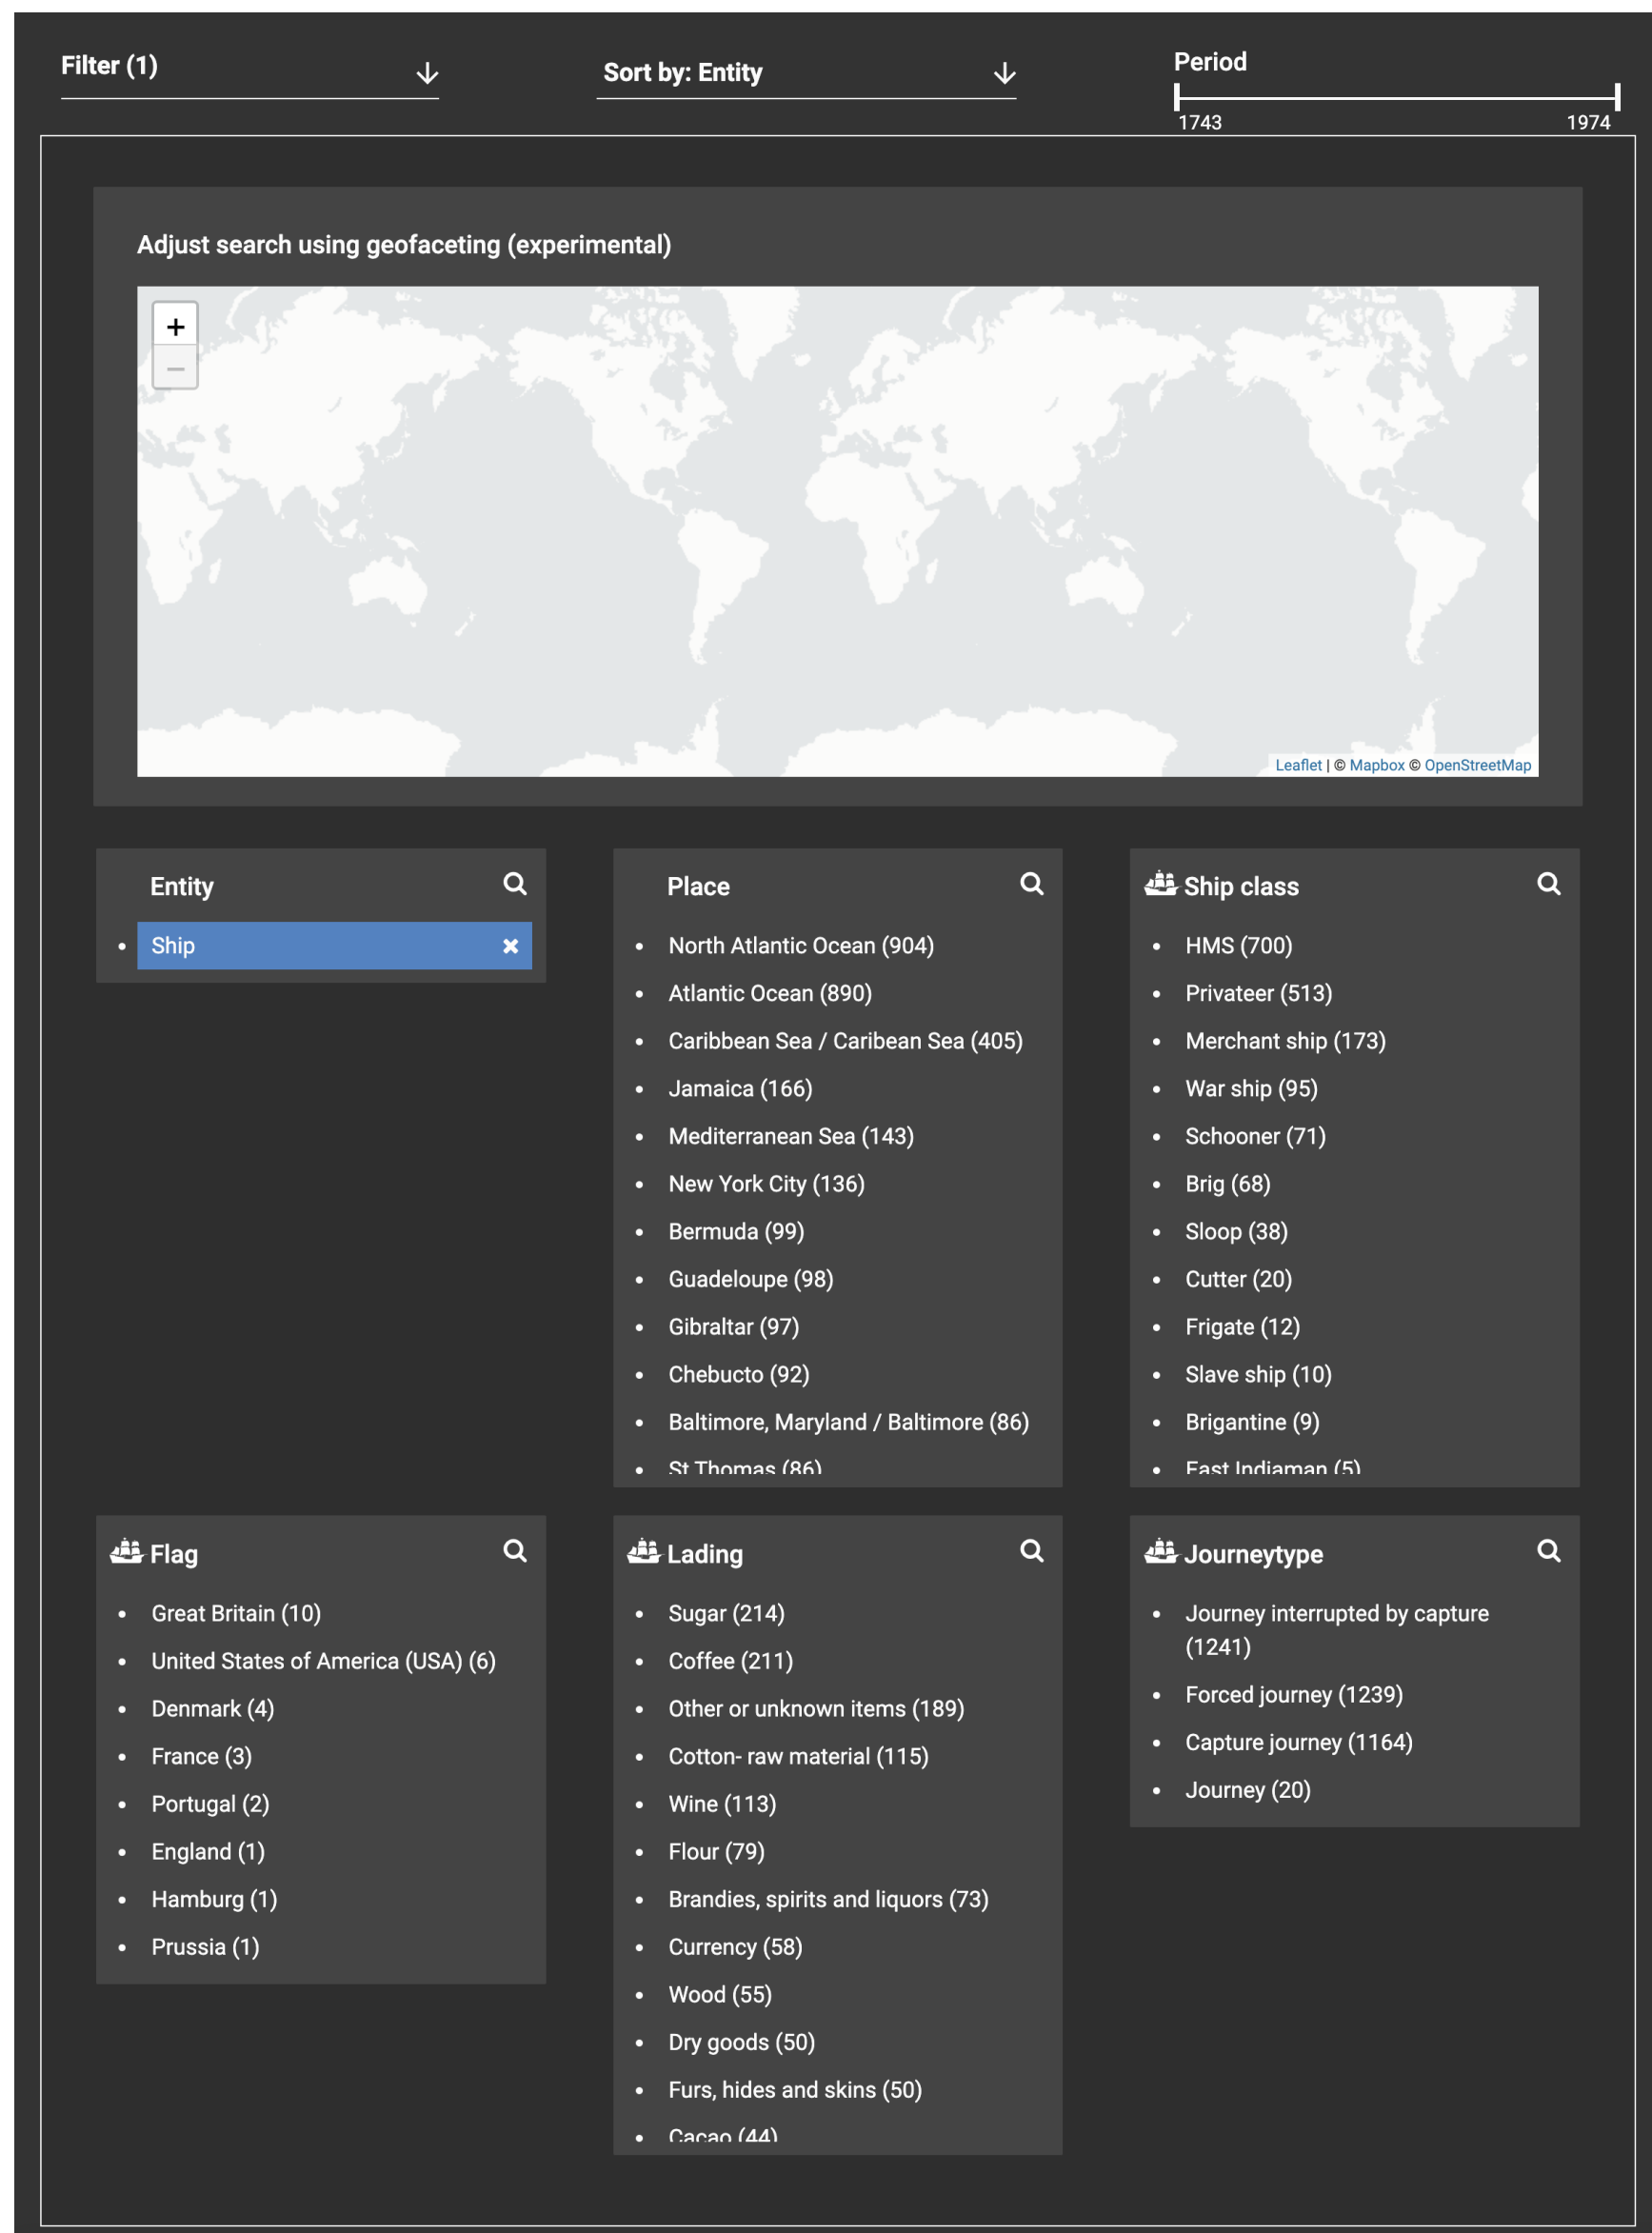 Filter (1)
Sort by: Entity
Period
1743
1974
Adjust search using geofaceting (experimental)
+
−
Leaflet | © Mapbox © OpenStreetMap
Entity
Ship
Place
North Atlantic Ocean (904)
Atlantic Ocean (890)
Caribbean Sea / Caribean Sea (405)
Jamaica (166)
Mediterranean Sea (143)
New York City (136)
Bermuda (99)
Guadeloupe (98)
Gibraltar (97)
Chebucto (92)
Baltimore, Maryland / Baltimore (86)
St Thomas (86)
Ship class
HMS (700)
Privateer (513)
Merchant ship (173)
War ship (95)
Schooner (71)
Brig (68)
Sloop (38)
Cutter (20)
Frigate (12)
Slave ship (10)
Brigantine (9)
East Indiaman (5)
Flag
Great Britain (10)
United States of America (USA) (6)
Denmark (4)
France (3)
Portugal (2)
England (1)
Hamburg (1)
Prussia (1)
Lading
Sugar (214)
Coffee (211)
Other or unknown items (189)
Cotton- raw material (115)
Wine (113)
Flour (79)
Brandies, spirits and liquors (73)
Currency (58)
Wood (55)
Dry goods (50)
Furs, hides and skins (50)
Cacao (44)
Journeytype
Journey interrupted by capture
(1241)
Forced journey (1239)
Capture journey (1164)
Journey (20)